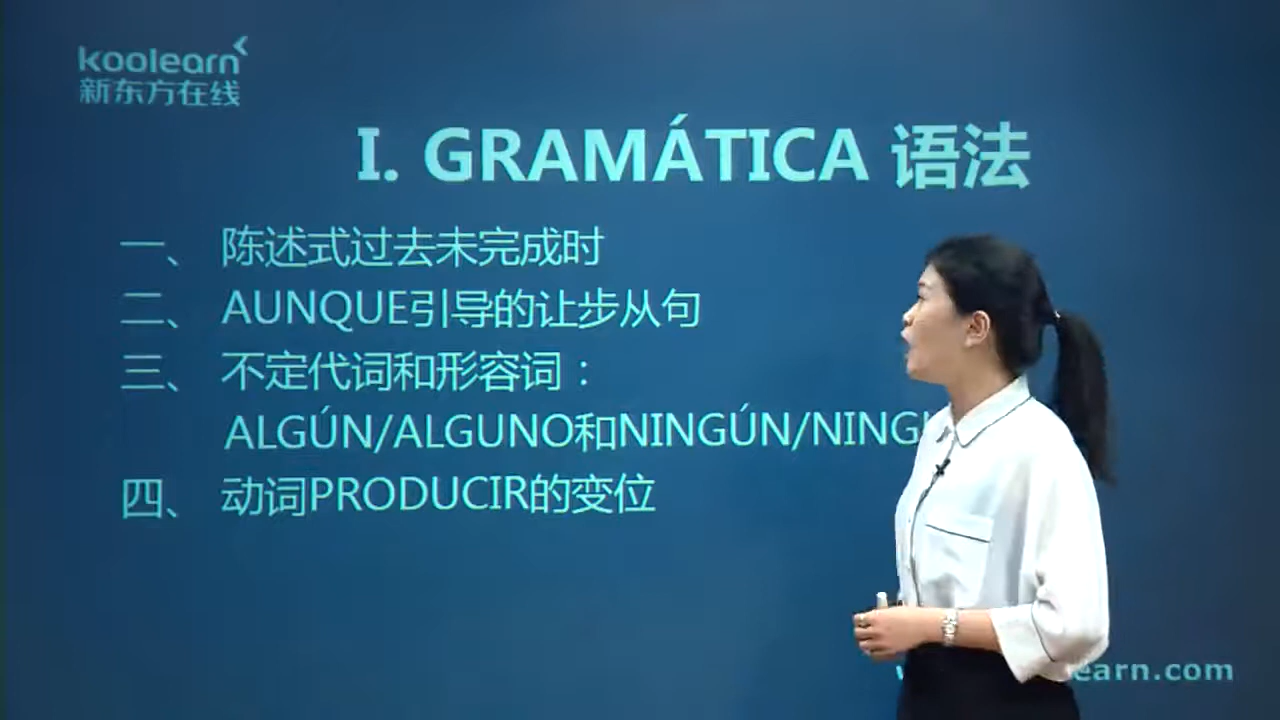 koolearn
新东方在线
I. GRAMÁTICA 语法
一、 陈述式过去未完成时
二、 AUNQUE引导的让步从句
三、 不定代词和形容词：
ALGÚN/ALGUNO和NINGÚN/
四、 动词PRODUCIR的变位